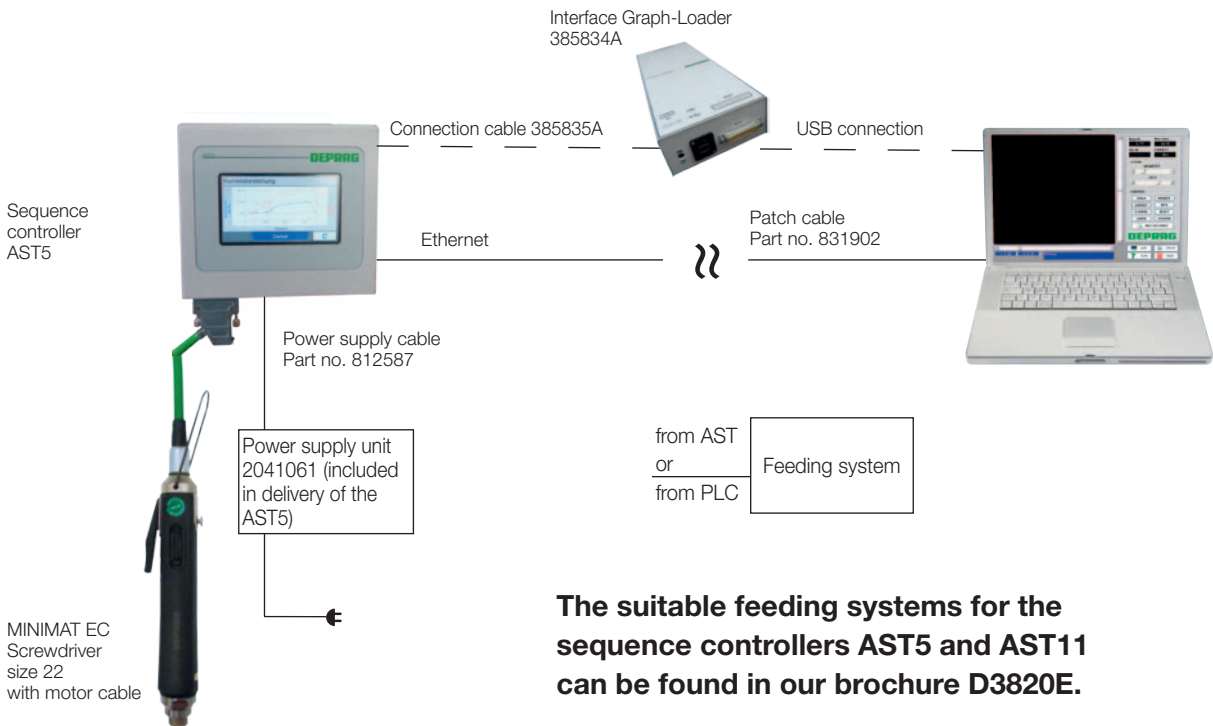 Interface Graph-Loader
385834A
Connection cable 385835A
USB connection
DEPRAG
Sequence
controller
AST5
Ethernet
Patch cable
Part no. 831902
DEPRAG
Power supply cable
Part no. 812587
Power supply unit
2041061 (included
in delivery of the
AST5)
from AST
or
from PLC
Feeding system
MINIMAT EC
Screwdriver
size 22
with motor cable
The suitable feeding systems for the
sequence controllers AST5 and AST11
can be found in our brochure D3820E.